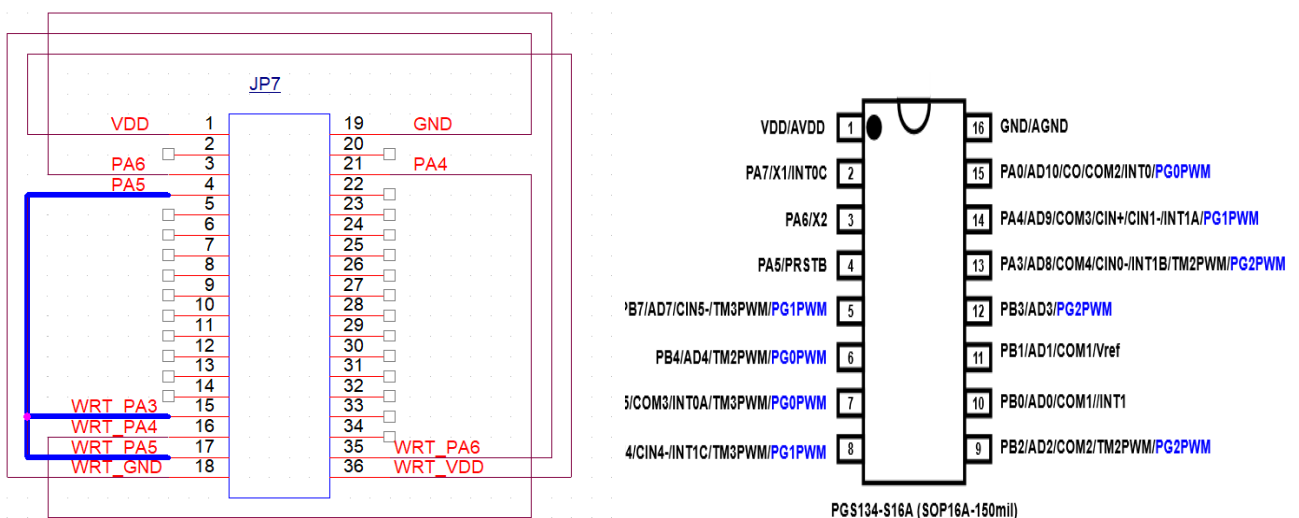 JP7
VDD 1 19 GND
2 20
PA6 3 21 PA4
PA5 4 22
5 23
6 24
7 25
8 26
9 27
10 28
11 29
12 30
13 31
14 32
WRT_PA3 15 33
WRT_PA4 16 34
WRT_PA5 17 35 WRT_PA6
WRT_GND 18 36 WRT_VDD
VDD/AVDD 1 16 GND/AGND
PA7/X1/INT0C 2 15 PA0/AD10/CO/COM2/INT0/PG0PWM
PA6/X2 3 14 PA4/AD9/COM3/CIN+/CIN1-/INT1A/PG1PWM
PA5/PRSTB 4 13 PA3/AD8/COM4/CIN0-/INT1B/TM2PWM/PG2PWM
PB7/AD7/CIN5-/TM3PWM/PG1PWM 5 12 PB3/AD3/PG2PWM
PB4/AD4/TM2PWM/PG0PWM 6 11 PB1/AD1/COM1/Vref
/COM3/INT0A/TM3PWM/PG0PWM 7 10 PB0/AD0/COM1//INT1
/CIN4-/INT1C/TM3PWM/PG1PWM 8 9 PB2/AD2/COM2/TM2PWM/PG2PWM
PGS134-S16A (SOP16A-150mil)